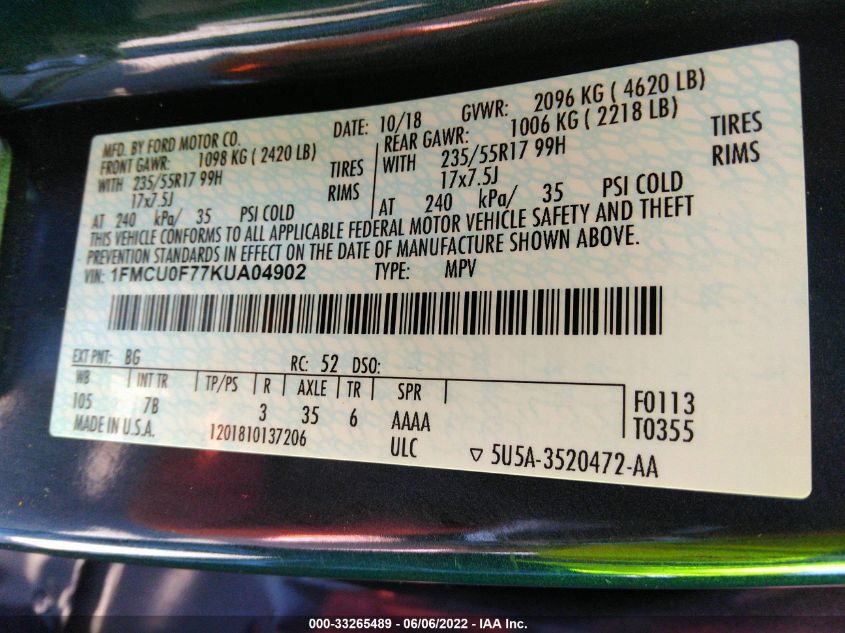 MFD. BY FORD MOTOR CO.
DATE: 10/18 GVWR: 2096 KG ( 4620 LB)
FRONT GAWR: 1098 KG ( 2420 LB)
WITH 235/55R17 99H TIRES
17x7.5J RIMS
AT 240 kPa/ 35 PSI COLD
REAR GAWR: 1006 KG ( 2218 LB)
WITH 235/55R17 99H TIRES
17x7.5J RIMS
AT 240 kPa/ 35 PSI COLD
THIS VEHICLE CONFORMS TO ALL APPLICABLE FEDERAL MOTOR VEHICLE SAFETY AND THEFT
PREVENTION STANDARDS IN EFFECT ON THE DATE OF MANUFACTURE SHOWN ABOVE.
VIN: 1FMCU0F77KUA04902 TYPE: MPV
EXT PNT: BG RC: 52 DSO:
WB INT TR TP/PS R AXLE TR SPR
105 7B 3 35 6 AAAA
F0113
T0355
MADE IN U.S.A. 1201810137206 ULC
▽ 5U5A-3520472-AA
000-33265489 - 06/06/2022 - IAA Inc.